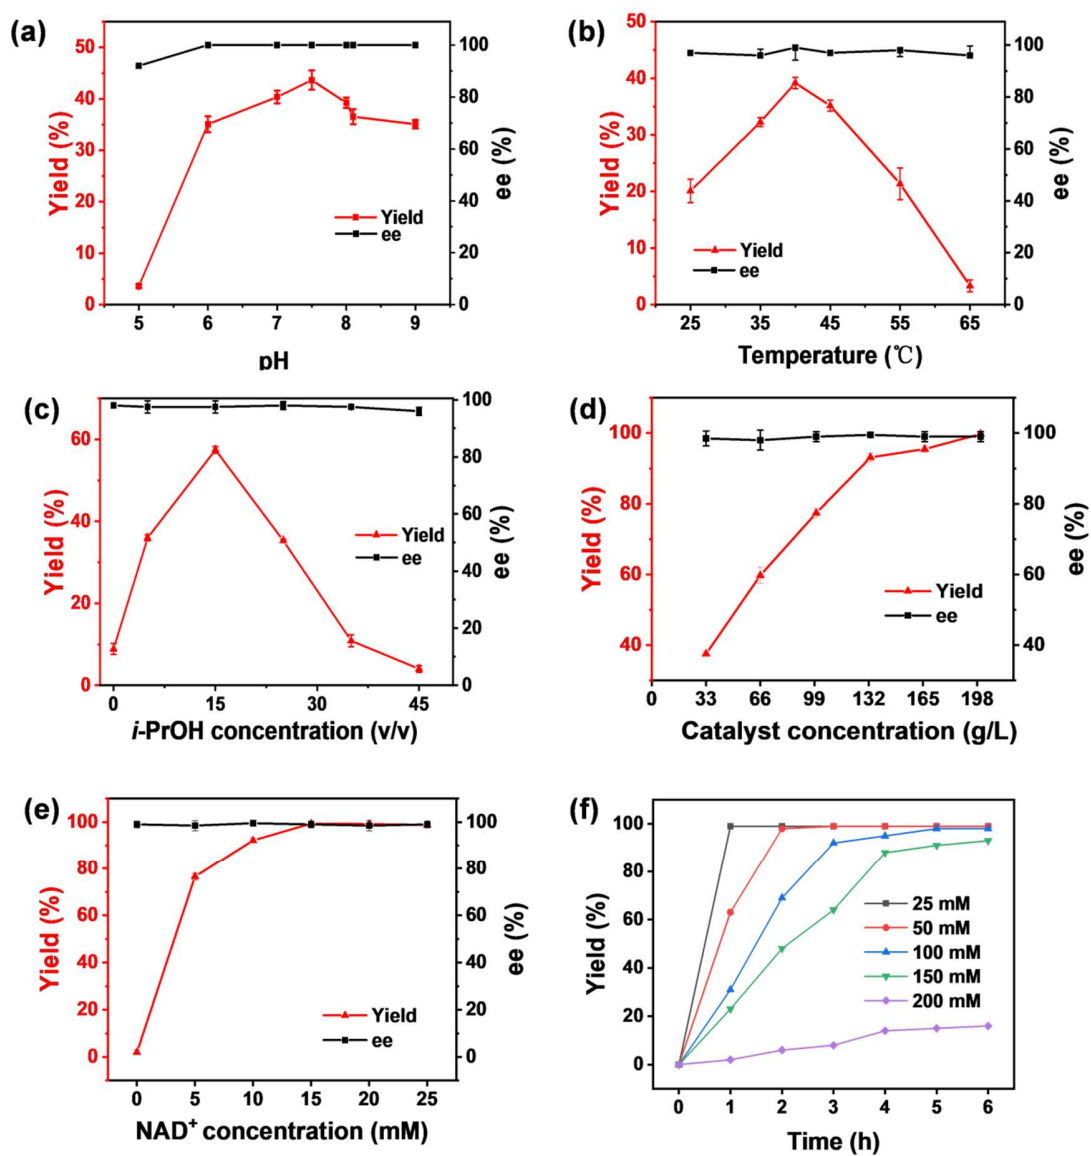 (a)
50
40
30
20
10
0
Yield (%)
100
80
60
40
20
0
ee (%)
Yield
ee
5 6 7 8 9
pH
(b)
50
40
30
20
10
0
Yield (%)
100
80
60
40
20
0
ee (%)
Yield
ee
25 35 45 55 65
Temperature (℃)
(c)
60
40
20
0
Yield (%)
100
80
60
40
20
0
ee (%)
Yield
ee
0 15 30 45
i-PrOH concentration (v/v)
(d)
100
80
60
40
Yield (%)
100
80
60
40
ee (%)
Yield
ee
0 33 66 99 132 165 198
Catalyst concentration (g/L)
(e)
100
80
60
40
20
0
Yield (%)
100
80
60
40
20
0
ee (%)
Yield
ee
0 5 10 15 20 25
NAD⁺ concentration (mM)
(f)
100
80
60
40
20
0
Yield (%)
25 mM
50 mM
100 mM
150 mM
200 mM
0 1 2 3 4 5 6
Time (h)